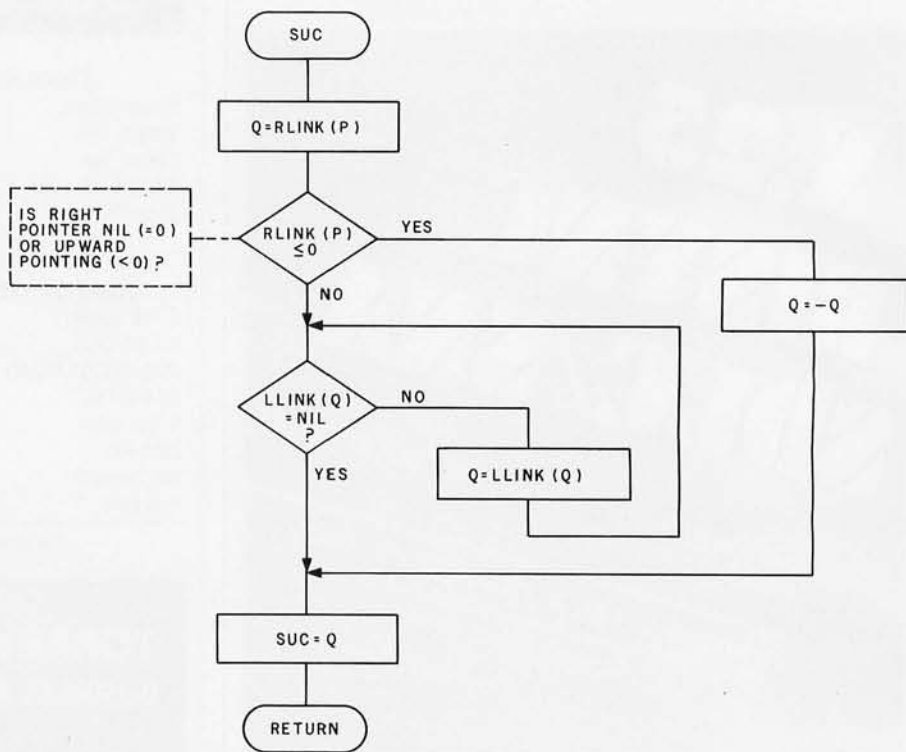 SUC
Q=RLINK(P)
IS RIGHT
POINTER NIL (=0)
OR UPWARD
POINTING (<0)?
RLINK(P)
≤0
YES
NO
Q=-Q
LLINK(Q)
=NIL
?
NO
YES
Q=LLINK(Q)
SUC=Q
RETURN